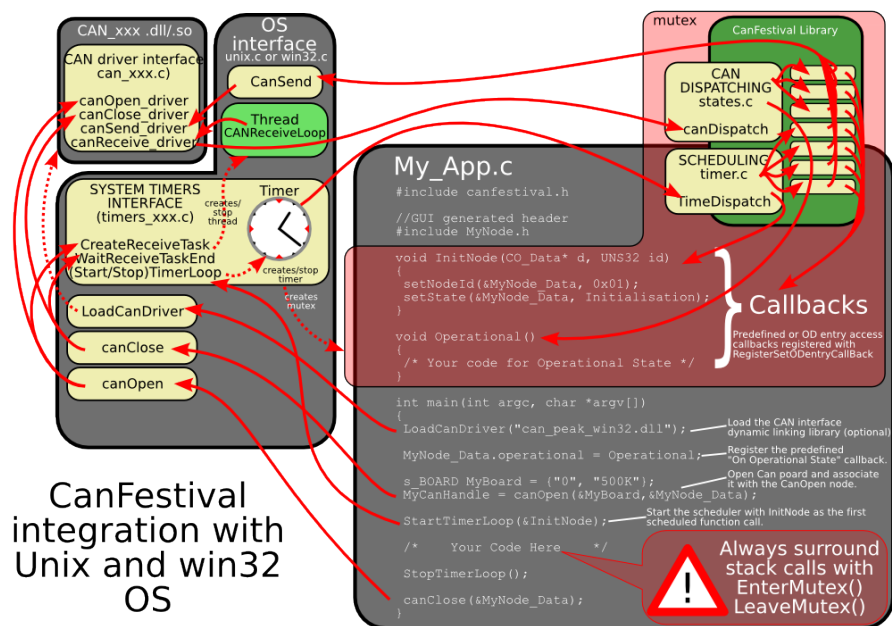 CAN_xxx .dll/.so
CAN driver interface
can_xxx.c)
canOpen_driver
canClose_driver
canSend_driver
canReceive_driver
OS
interface
unix.c or win32.c
CanSend
Thread
CANReceiveLoop
SYSTEM TIMERS
INTERFACE
(timers_xxx.c)
creates/
stop
thread
Timer
CreateReceiveTask
WaitReceiveTaskEnd
(Start/Stop)TimerLoop
creates/stop
timer
creates
mutex
LoadCanDriver
canClose
canOpen
mutex
CanFestival Library
CAN
DISPATCHING
states.c
canDispatch
SCHEDULING
timer.c
TimeDispatch
My_App.c
#include canfestival.h
//GUI generated header
#include MyNode.h
void InitNode(CO_Data* d, UNS32 id)
{
setNodeId(&MyNode_Data, 0x01);
setState(&MyNode_Data, Initialisation);
}
void Operational()
{
/* Your code for Operational State */
}
}
Callbacks
Predefined or OD entry access
callbacks registered with
RegisterSetODentryCallBack
int main(int argc, char *argv[])
{
LoadCanDriver("can_peak_win32.dll");
Load the CAN interface
dynamic linking library (optional)
MyNode_Data.operational = Operational;
Register the predefined
"On Operational State" callback.
s_BOARD MyBoard = {"0", "500K"};
MyCanHandle = canOpen(&MyBoard,&MyNode_Data);
Open Can poard and associate
it with the CanOpen node.
StartTimerLoop(&InitNode);
Start the scheduler with InitNode as the first
scheduled function call.
/* Your Code Here */
StopTimerLoop();
canClose(&MyNode_Data);
}
!
Always surround
stack calls with
EnterMutex()
LeaveMutex()
CanFestival
integration with
Unix and win32
OS